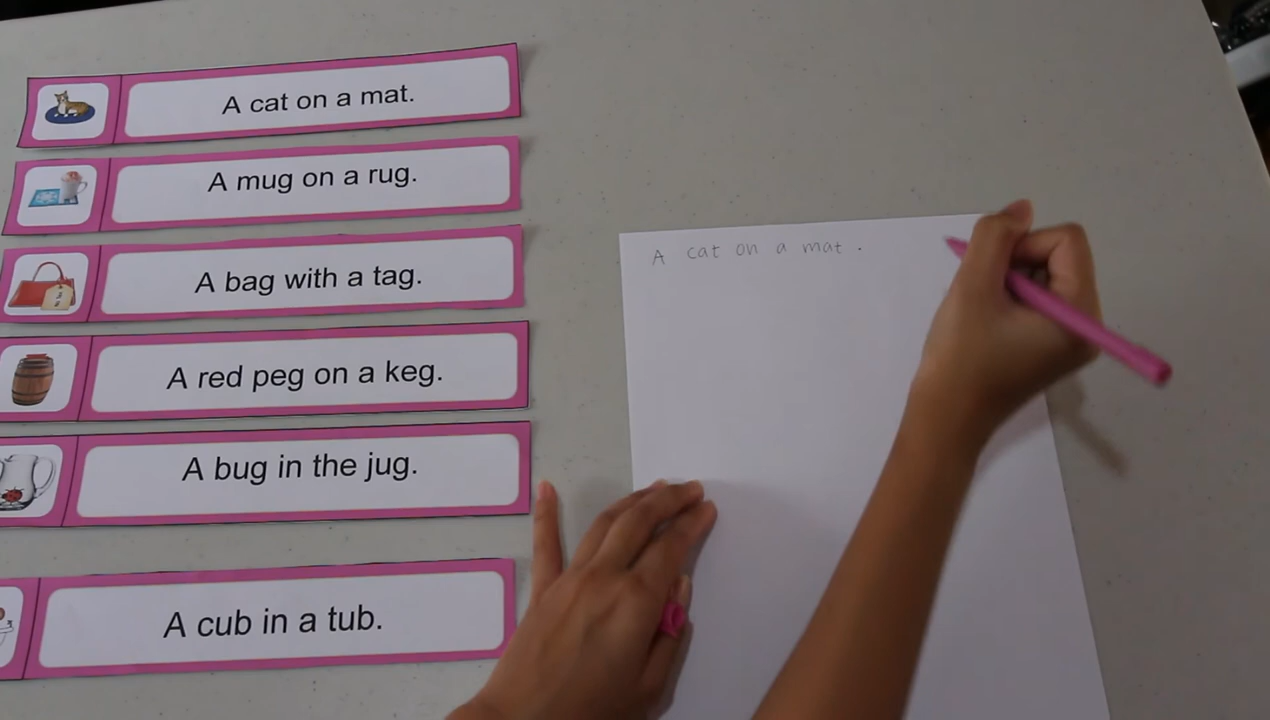 A cat on a mat.
A mug on a rug.
A bag with a tag.
A red peg on a keg.
A bug in the jug.
A cub in a tub.
A cat on a mat .